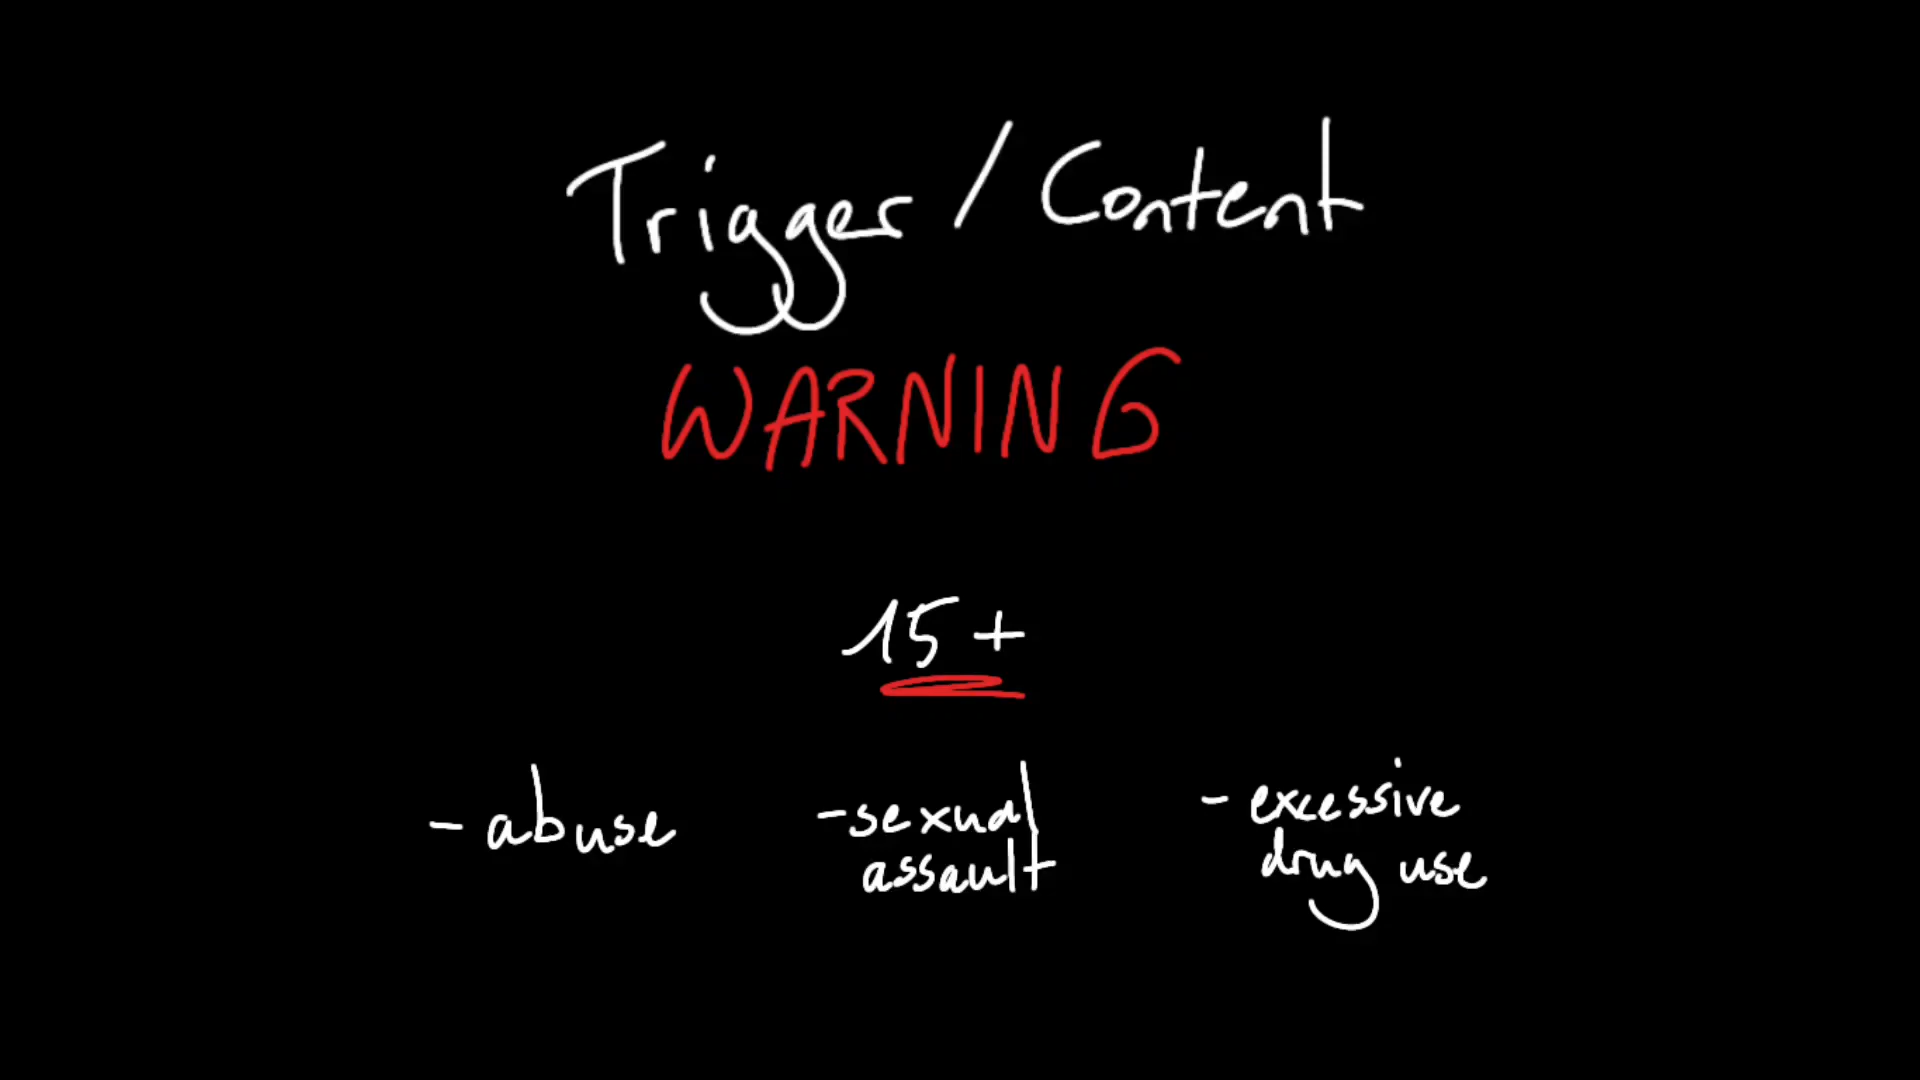 Trigger / Content
WARNING
15+
- abuse
- sexual
assault
- excessive
drug use